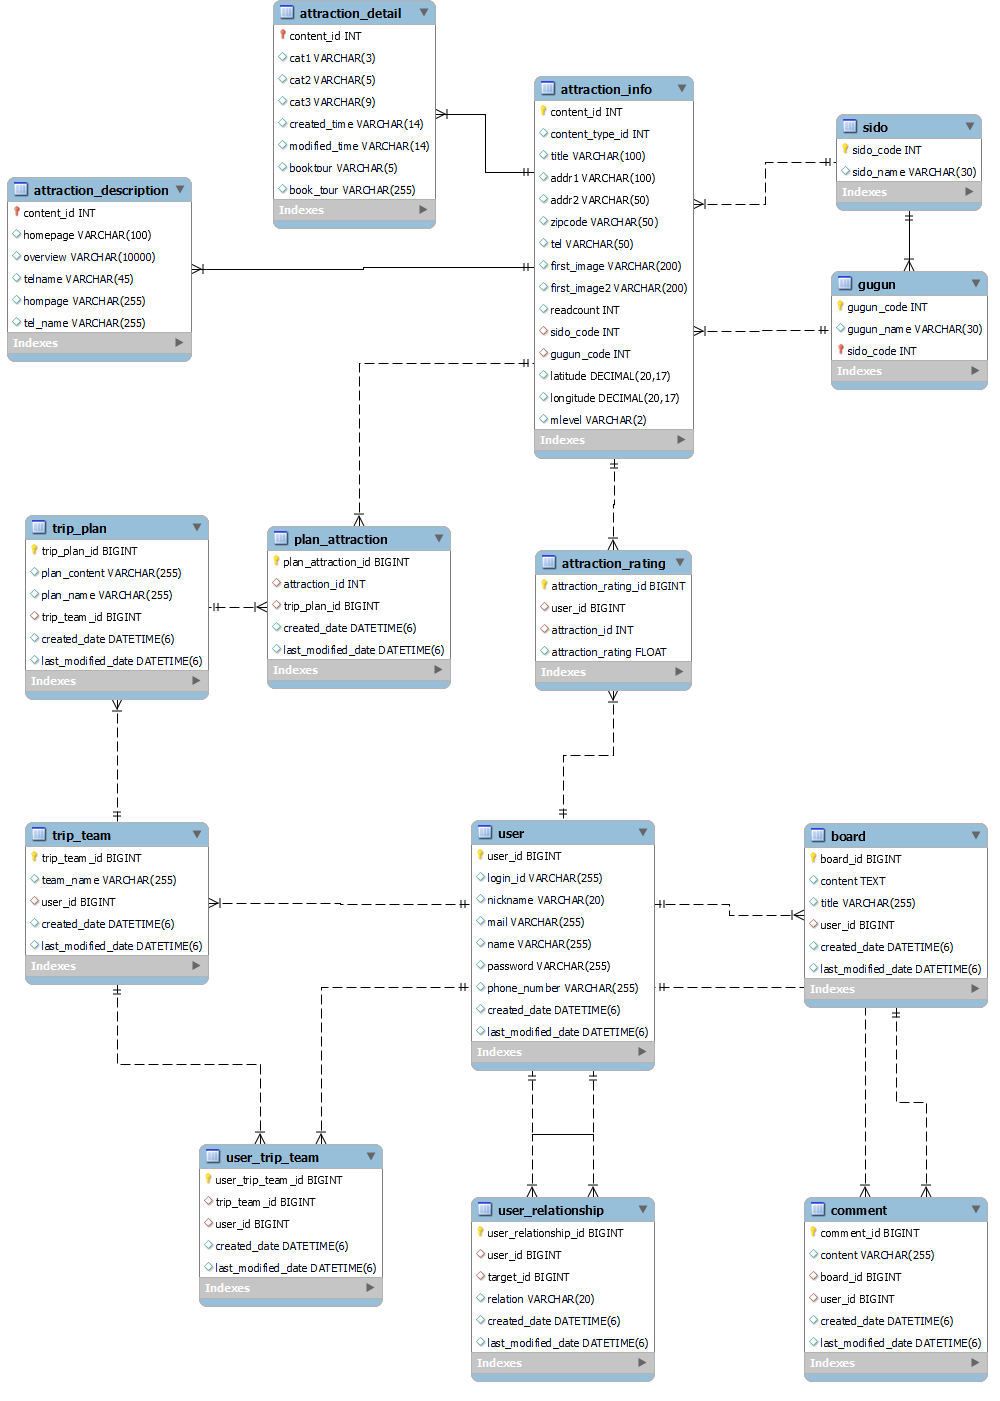 attraction_detail
content_id INT
cat1 VARCHAR(3)
cat2 VARCHAR(5)
cat3 VARCHAR(9)
created_time VARCHAR(14)
modified_time VARCHAR(14)
booktour VARCHAR(5)
book_tour VARCHAR(255)
Indexes
attraction_info
content_id INT
content_type_id INT
title VARCHAR(100)
addr1 VARCHAR(100)
addr2 VARCHAR(50)
zipcode VARCHAR(50)
tel VARCHAR(50)
first_image VARCHAR(200)
first_image2 VARCHAR(200)
readcount INT
sido_code INT
gugun_code INT
latitude DECIMAL(20,17)
longitude DECIMAL(20,17)
mlevel VARCHAR(2)
Indexes
sido
sido_code INT
sido_name VARCHAR(30)
Indexes
attraction_description
content_id INT
homepage VARCHAR(100)
overview VARCHAR(10000)
telname VARCHAR(45)
hompage VARCHAR(255)
tel_name VARCHAR(255)
Indexes
gugun
gugun_code INT
gugun_name VARCHAR(30)
sido_code INT
Indexes
trip_plan
trip_plan_id BIGINT
plan_content VARCHAR(255)
plan_name VARCHAR(255)
trip_team_id BIGINT
created_date DATETIME(6)
last_modified_date DATETIME(6)
Indexes
plan_attraction
plan_attraction_id BIGINT
attraction_id INT
trip_plan_id BIGINT
created_date DATETIME(6)
last_modified_date DATETIME(6)
Indexes
attraction_rating
attraction_rating_id BIGINT
user_id BIGINT
attraction_id INT
attraction_rating FLOAT
Indexes
trip_team
trip_team_id BIGINT
team_name VARCHAR(255)
user_id BIGINT
created_date DATETIME(6)
last_modified_date DATETIME(6)
Indexes
user
user_id BIGINT
login_id VARCHAR(255)
nickname VARCHAR(20)
mail VARCHAR(255)
name VARCHAR(255)
password VARCHAR(255)
phone_number VARCHAR(255)
created_date DATETIME(6)
last_modified_date DATETIME(6)
Indexes
board
board_id BIGINT
content TEXT
title VARCHAR(255)
user_id BIGINT
created_date DATETIME(6)
last_modified_date DATETIME(6)
Indexes
user_trip_team
user_trip_team_id BIGINT
trip_team_id BIGINT
user_id BIGINT
created_date DATETIME(6)
last_modified_date DATETIME(6)
Indexes
user_relationship
user_relationship_id BIGINT
user_id BIGINT
target_id BIGINT
relation VARCHAR(20)
created_date DATETIME(6)
last_modified_date DATETIME(6)
Indexes
comment
comment_id BIGINT
content VARCHAR(255)
board_id BIGINT
user_id BIGINT
created_date DATETIME(6)
last_modified_date DATETIME(6)
Indexes